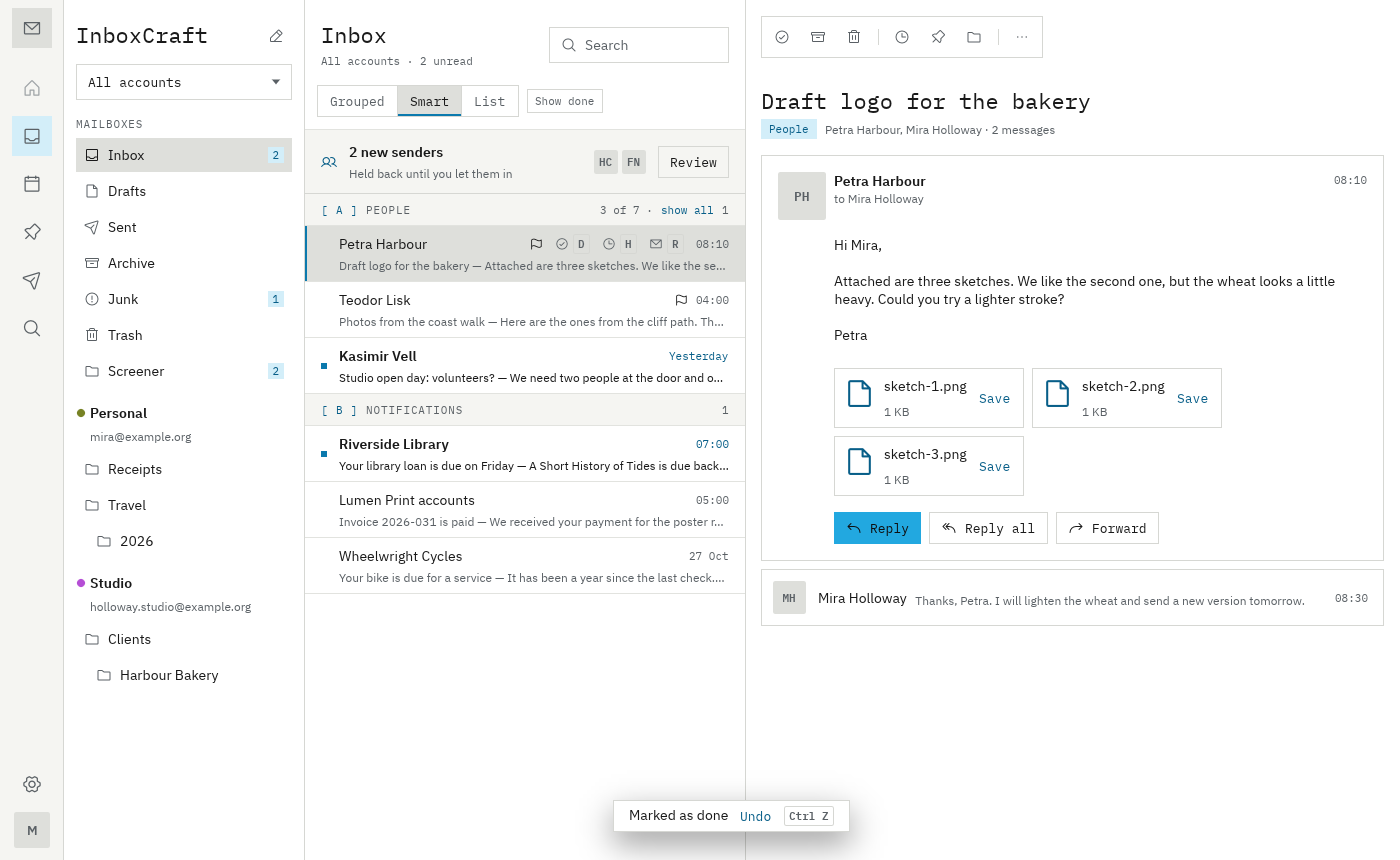 InboxCraft
All accounts
MAILBOXES
Inbox 2
Drafts
Sent
Archive
Junk 1
Trash
Screener 2
Personal
mira@example.org
Receipts
Travel
2026
Studio
holloway.studio@example.org
Clients
Harbour Bakery
M
Inbox
All accounts · 2 unread
Search
Grouped Smart List Show done
2 new senders
Held back until you let them in
HC FN Review
[ A ] PEOPLE 3 of 7 · show all 1
Petra Harbour D H R 08:10
Draft logo for the bakery — Attached are three sketches. We like the se...
Teodor Lisk 04:00
Photos from the coast walk — Here are the ones from the cliff path. Th...
Kasimir Vell Yesterday
Studio open day: volunteers? — We need two people at the door and o...
[ B ] NOTIFICATIONS 1
Riverside Library 07:00
Your library loan is due on Friday — A Short History of Tides is due back...
Lumen Print accounts 05:00
Invoice 2026-031 is paid — We received your payment for the poster r...
Wheelwright Cycles 27 Oct
Your bike is due for a service — It has been a year since the last check....
Draft logo for the bakery
People Petra Harbour, Mira Holloway · 2 messages
PH
Petra Harbour 08:10
to Mira Holloway
Hi Mira,
Attached are three sketches. We like the second one, but the wheat looks a little
heavy. Could you try a lighter stroke?
Petra
sketch-1.png
1 KB
Save
sketch-2.png
1 KB
Save
sketch-3.png
1 KB
Save
Reply Reply all Forward
MH Mira Holloway Thanks, Petra. I will lighten the wheat and send a new version tomorrow. 08:30
Marked as done Undo Ctrl Z